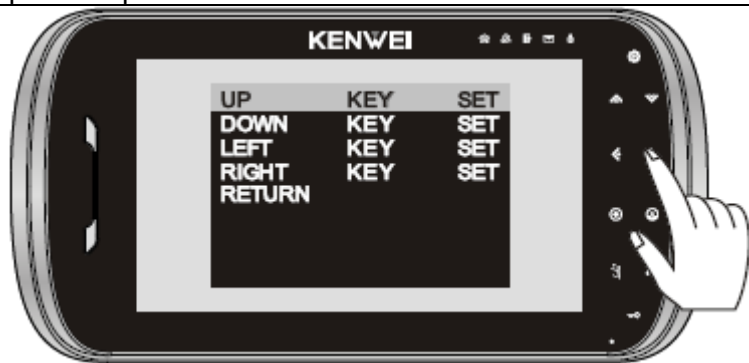 KENWEI
UP KEY SET
DOWN KEY SET
LEFT KEY SET
RIGHT KEY SET
RETURN